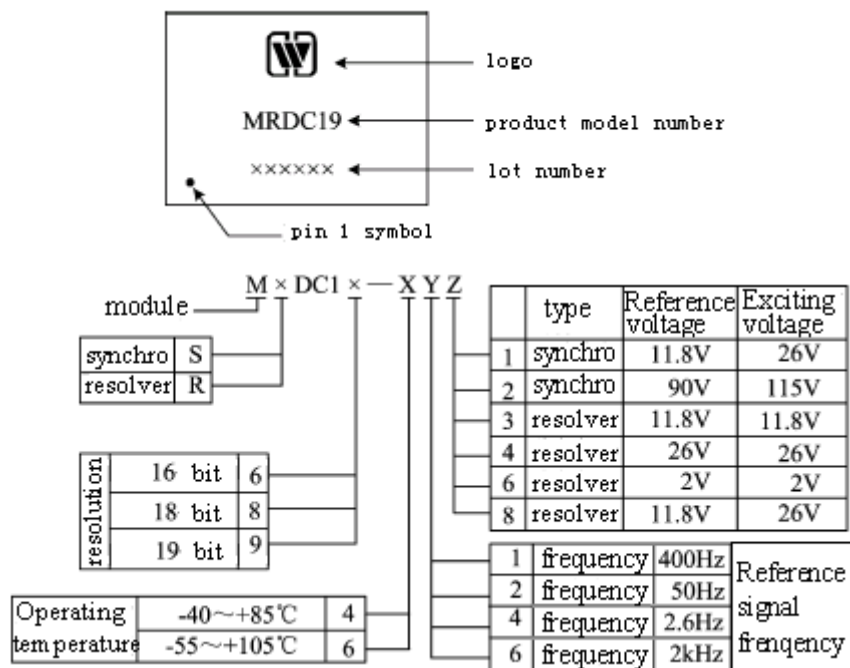 logo
MRDC19
product model number
××××××
lot number
pin 1 symbol
M × DC1 × — X Y Z
module
synchro S
resolver R
resolution
16 bit 6
18 bit 8
19 bit 9
Operating temperature
-40~+85℃ 4
-55~+105℃ 6
type Reference voltage Exciting voltage
1 synchro 11.8V 26V
2 synchro 90V 115V
3 resolver 11.8V 11.8V
4 resolver 26V 26V
6 resolver 2V 2V
8 resolver 11.8V 26V
1 frequency 400Hz
2 frequency 50Hz
4 frequency 2.6Hz
6 frequency 2kHz
Reference
signal
frenqency